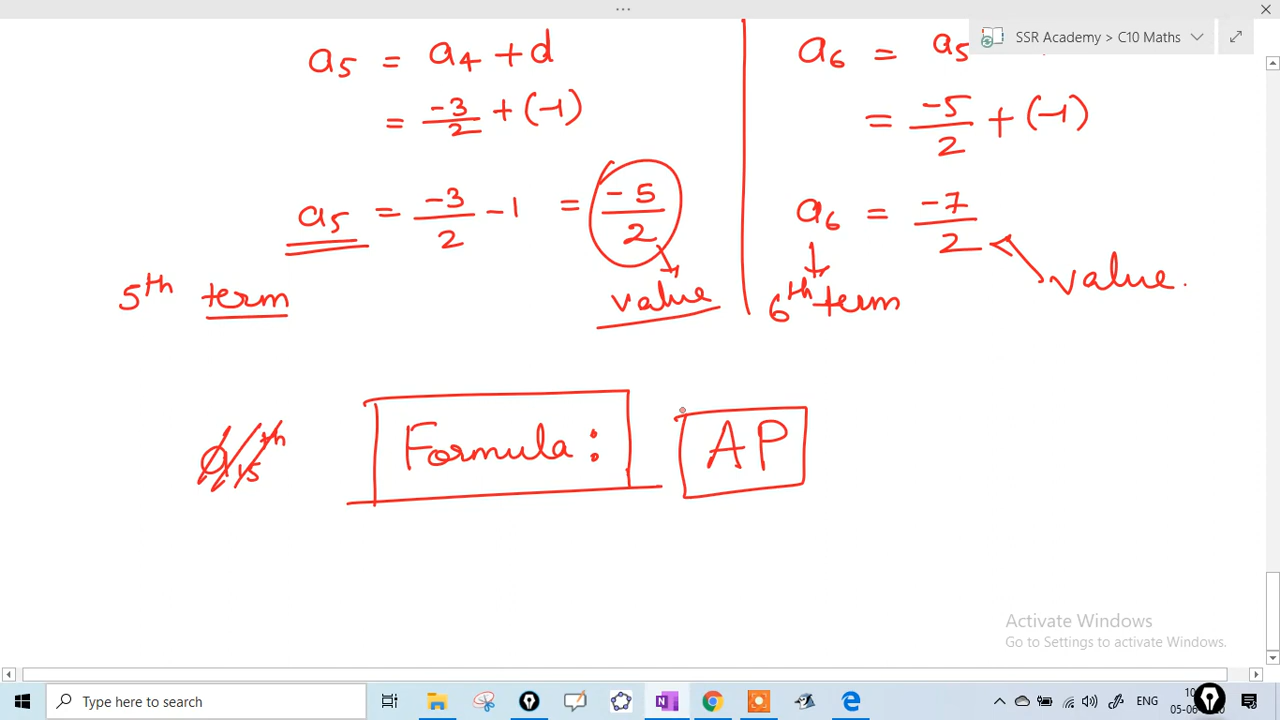 SSR Academy > C10 Maths
a₅ = a₄ + d
= -3/2 + (-1)
a₅ = -3/2 - 1 = -5/2
5th term
value
a₆ = a₅
= -5/2 + (-1)
a₆ = -7/2
6th term
value.
Formula:
AP
Activate Windows
Go to Settings to activate Windows.
Type here to search
ENG